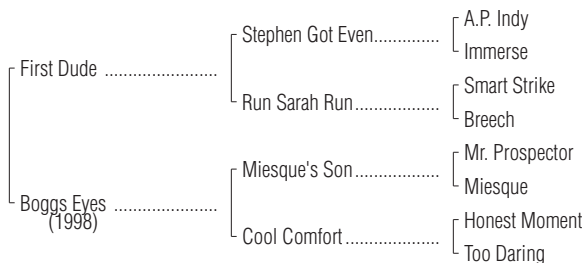 A.P. Indy
Stephen Got Even..................
Immerse
First Dude ..........................
Smart Strike
Run Sarah Run ...................
Breech
Mr. Prospector
Miesque's Son....................
Miesque
Boggs Eyes ........................
(1998)
Honest Moment
Cool Comfort......................
Too Daring